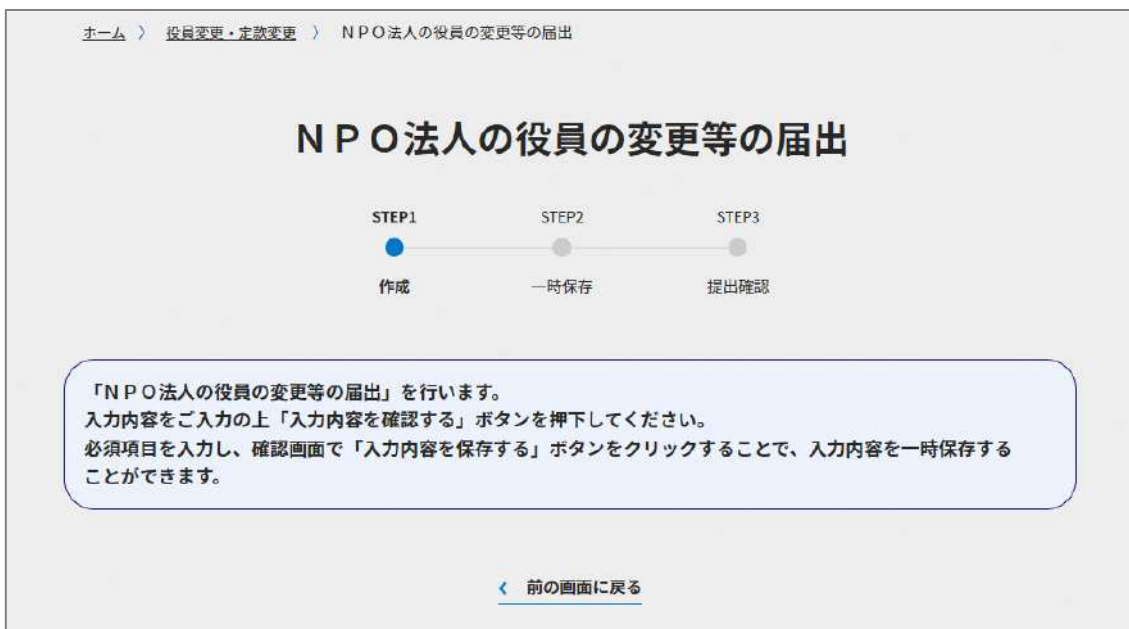 ホーム 〉 役員変更・定款変更 〉 ＮＰＯ法人の役員の変更等の届出
ＮＰＯ法人の役員の変更等の届出
STEP1 STEP2 STEP3
作成 一時保存 提出確認
「ＮＰＯ法人の役員の変更等の届出」を行います。
入力内容をご入力の上「入力内容を確認する」ボタンを押下してください。
必須項目を入力し、確認画面で「入力内容を保存する」ボタンをクリックすることで、入力内容を一時保存する
ことができます。
‹ 前の画面に戻る